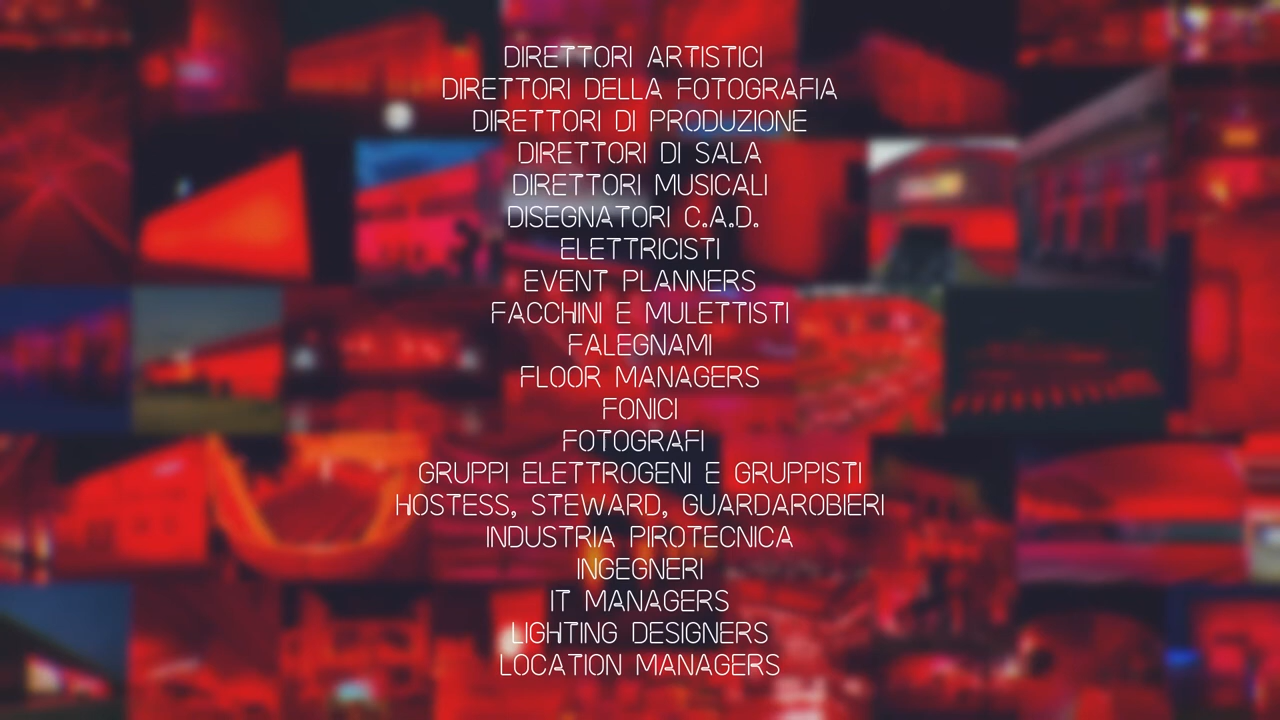 DIRETTORI ARTISTICI
DIRETTORI DELLA FOTOGRAFIA
DIRETTORI DI PRODUZIONE
DIRETTORI DI SALA
DIRETTORI MUSICALI
DISEGNATORI C.A.D.
ELETTRICISTI
EVENT PLANNERS
FACCHINI E MULETTISTI
FALEGNAMI
FLOOR MANAGERS
FONICI
FOTOGRAFI
GRUPPI ELETTROGENI E GRUPPISTI
HOSTESS, STEWARD, GUARDAROBIERI
INDUSTRIA PIROTECNICA
INGEGNERI
IT MANAGERS
LIGHTING DESIGNERS
LOCATION MANAGERS